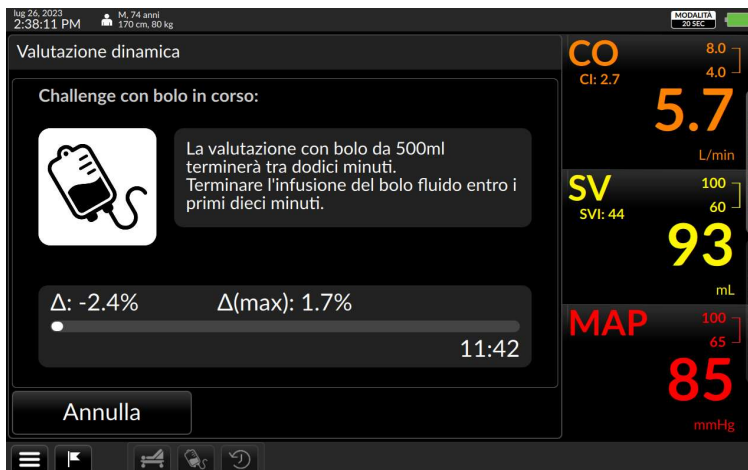 lug 26, 2023
2:38:11 PM
M, 74 anni
170 cm, 80 kg
MODALITÀ
20 SEC
Valutazione dinamica
Challenge con bolo in corso:
La valutazione con bolo da 500ml
terminerà tra dodici minuti.
Terminare l'infusione del bolo fluido entro i
primi dieci minuti.
Δ: -2.4%
Δ(max): 1.7%
11:42
Annulla
CO
CI: 2.7
8.0
4.0
5.7
L/min
SV
SVI: 44
100
60
93
mL
MAP
100
65
85
mmHg